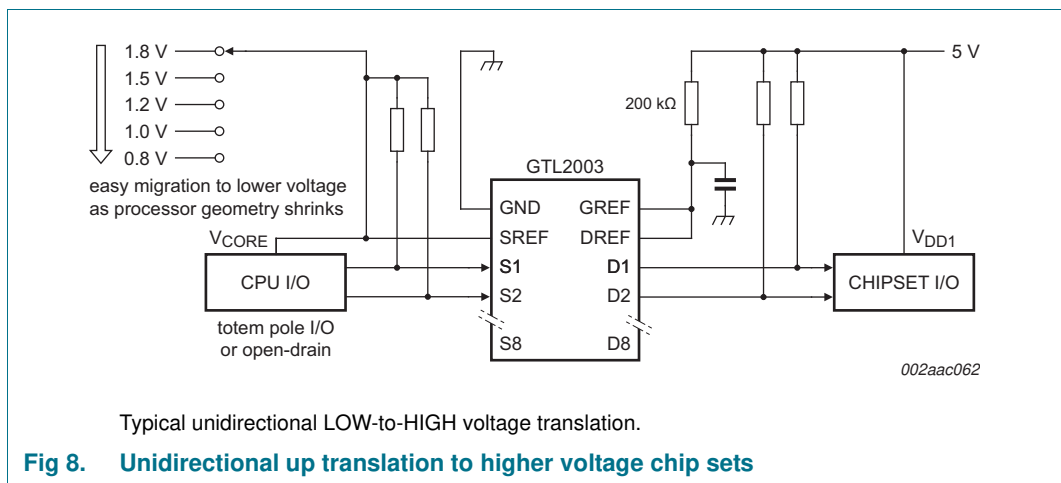 1.8 V
1.5 V
1.2 V
1.0 V
0.8 V
easy migration to lower voltage
as processor geometry shrinks
5 V
200 kΩ
GTL2003
GND GREF
SREF DREF
S1 D1
S2 D2
S8 D8
VCORE
CPU I/O
totem pole I/O
or open-drain
VDD1
CHIPSET I/O
002aac062
Typical unidirectional LOW-to-HIGH voltage translation.
Fig 8. Unidirectional up translation to higher voltage chip sets